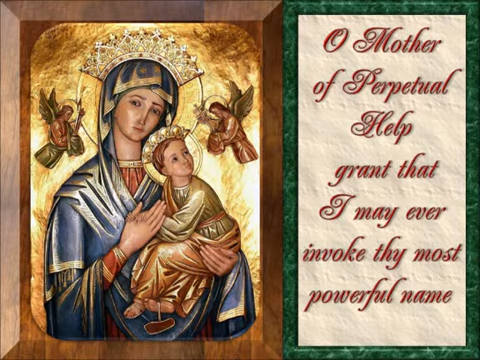 O Mother
of Perpetual
Help
grant that
I may ever
invoke thy most
powerful name